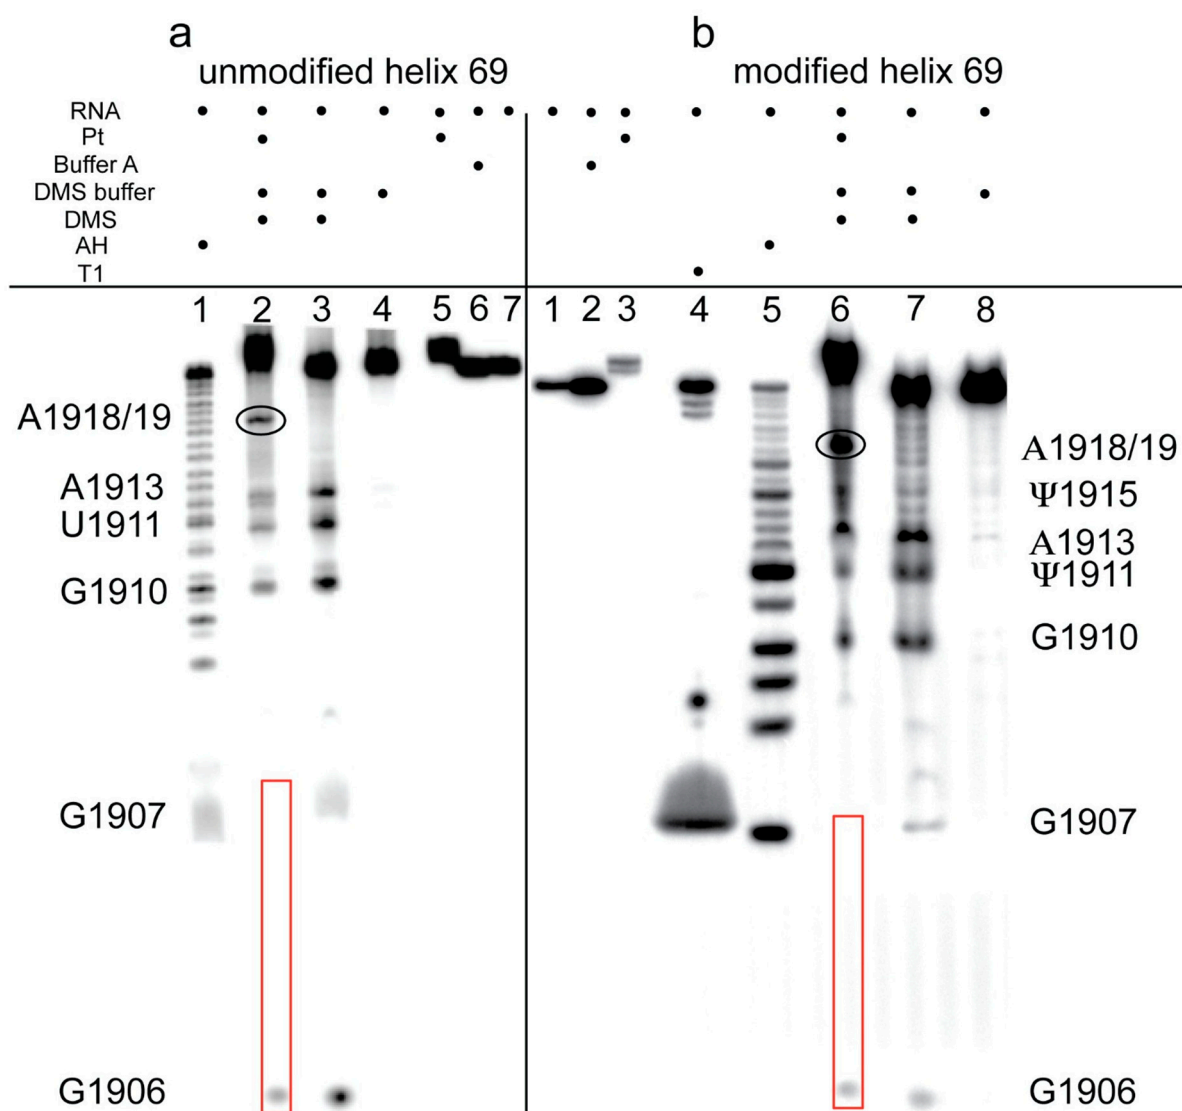 a b
unmodified helix 69 modified helix 69
RNA
Pt
Buffer A
DMS buffer
DMS
AH
T1
1 2 3 4 5 6 7 1 2 3 4 5 6 7 8
A1918/19
A1913
U1911
G1910
G1907
G1906
A1918/19
Ψ1915
A1913
Ψ1911
G1910
G1907
G1906